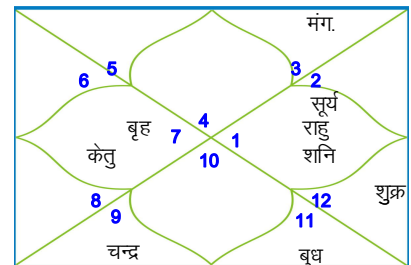 मंग.
5 3
6 2
सूर्य
4
बृह राहु
7 1
केतु 10 शनि
शुक्र
8 12
9 11
चन्द्र बुध